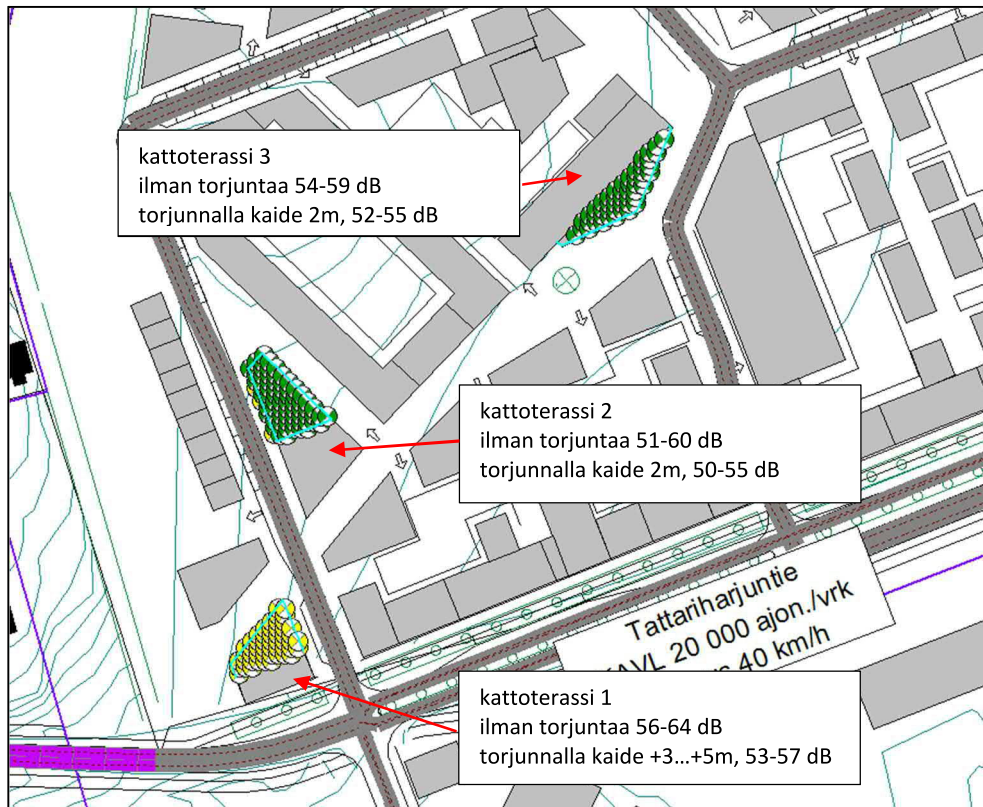 kattoterassi 3
ilman torjuntaa 54-59 dB
torjunnalla kaide 2m, 52-55 dB
kattoterassi 2
ilman torjuntaa 51-60 dB
torjunnalla kaide 2m, 50-55 dB
Tattariharjuntie
20 000 ajon./vrk
40 km/h
kattoterassi 1
ilman torjuntaa 56-64 dB
torjunnalla kaide +3...+5m, 53-57 dB